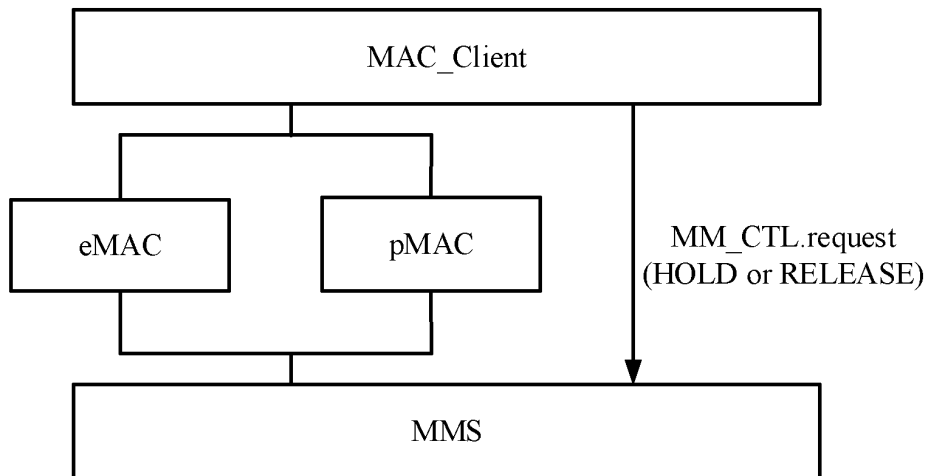 MAC_Client
eMAC
pMAC
MM_CTL.request
(HOLD or RELEASE)
MMS